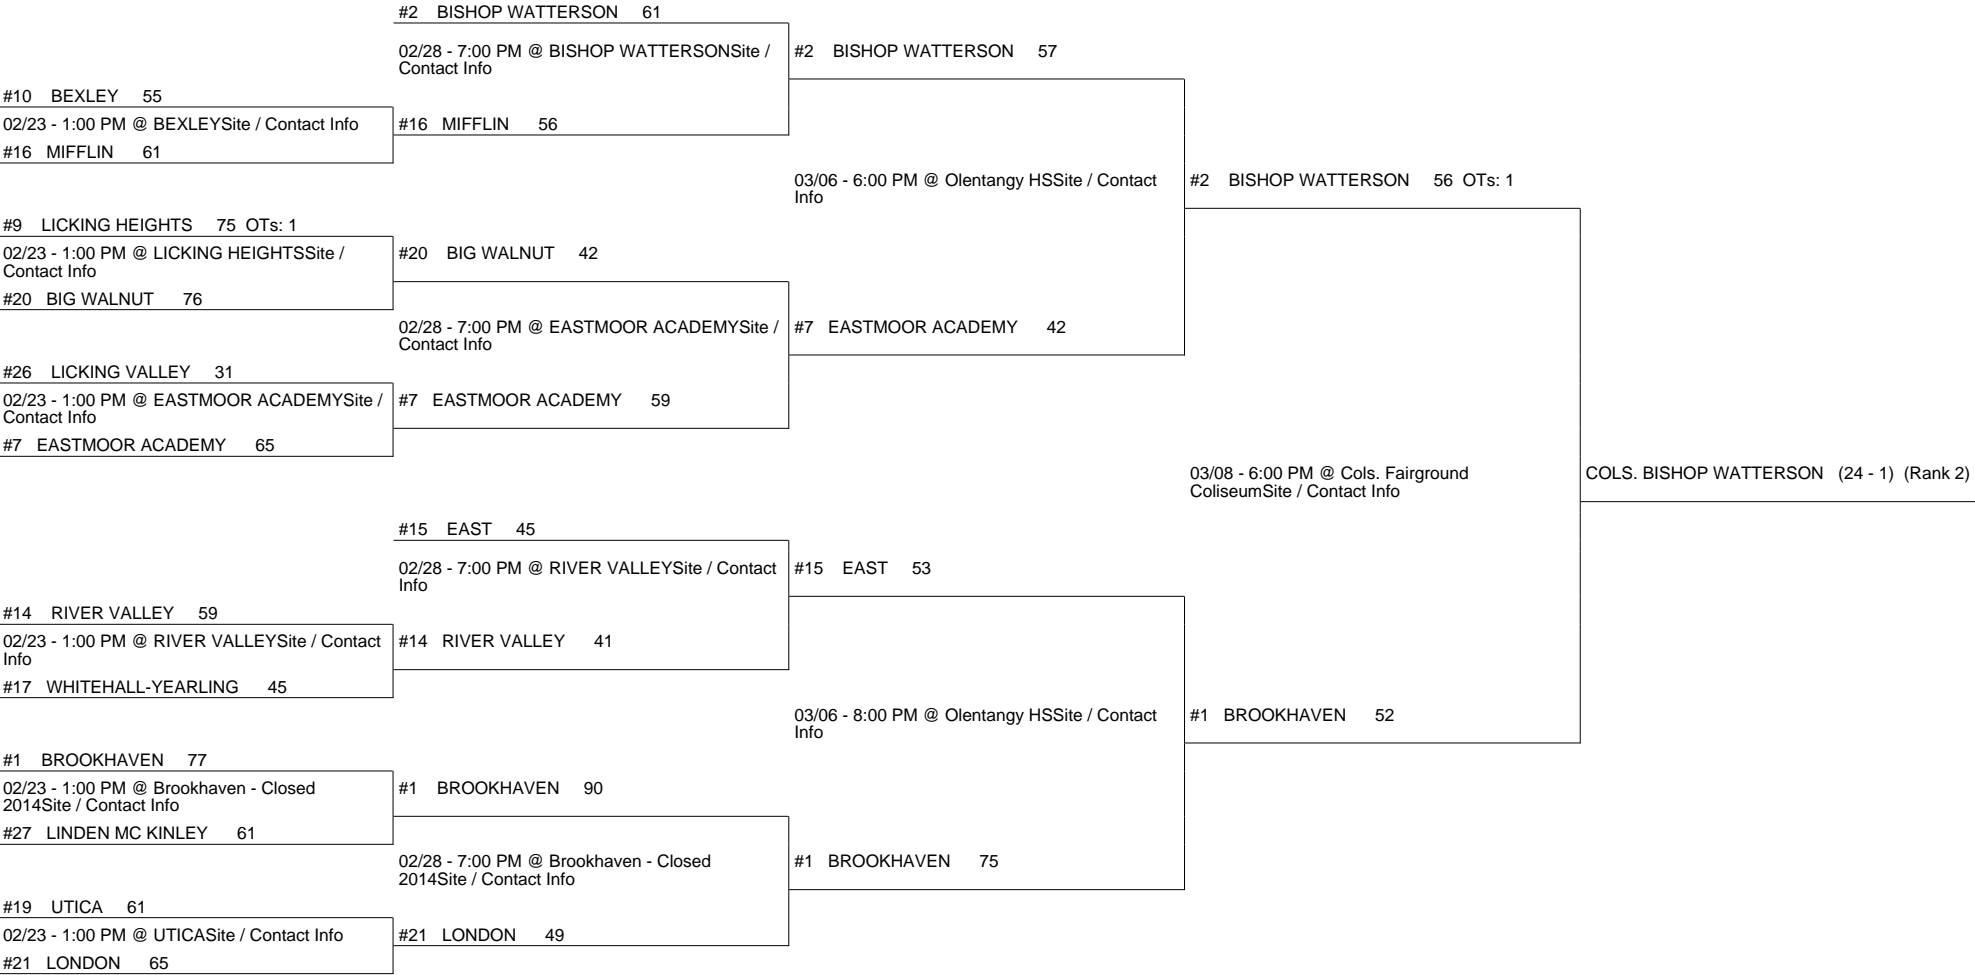 #2 BISHOP WATTERSON 61
02/28 - 7:00 PM @ BISHOP WATTERSONSite /
Contact Info
#2 BISHOP WATTERSON 57
#10 BEXLEY 55
02/23 - 1:00 PM @ BEXLEYSite / Contact Info
#16 MIFFLIN 56
#16 MIFFLIN 61
03/06 - 6:00 PM @ Olentangy HSSite / Contact
Info
#2 BISHOP WATTERSON 56 OTs: 1
#9 LICKING HEIGHTS 75 OTs: 1
02/23 - 1:00 PM @ LICKING HEIGHTSSite /
Contact Info
#20 BIG WALNUT 42
#20 BIG WALNUT 76
02/28 - 7:00 PM @ EASTMOOR ACADEMYSite /
Contact Info
#7 EASTMOOR ACADEMY 42
#26 LICKING VALLEY 31
02/23 - 1:00 PM @ EASTMOOR ACADEMYSite /
Contact Info
#7 EASTMOOR ACADEMY 59
#7 EASTMOOR ACADEMY 65
03/08 - 6:00 PM @ Cols. Fairground
ColiseumSite / Contact Info
COLS. BISHOP WATTERSON (24 - 1) (Rank 2)
#15 EAST 45
02/28 - 7:00 PM @ RIVER VALLEYSite / Contact
Info
#15 EAST 53
#14 RIVER VALLEY 59
02/23 - 1:00 PM @ RIVER VALLEYSite / Contact
Info
#14 RIVER VALLEY 41
#17 WHITEHALL-YEARLING 45
03/06 - 8:00 PM @ Olentangy HSSite / Contact
Info
#1 BROOKHAVEN 52
#1 BROOKHAVEN 77
02/23 - 1:00 PM @ Brookhaven - Closed
2014Site / Contact Info
#1 BROOKHAVEN 90
#27 LINDEN MC KINLEY 61
02/28 - 7:00 PM @ Brookhaven - Closed
2014Site / Contact Info
#1 BROOKHAVEN 75
#19 UTICA 61
02/23 - 1:00 PM @ UTICASite / Contact Info
#21 LONDON 49
#21 LONDON 65